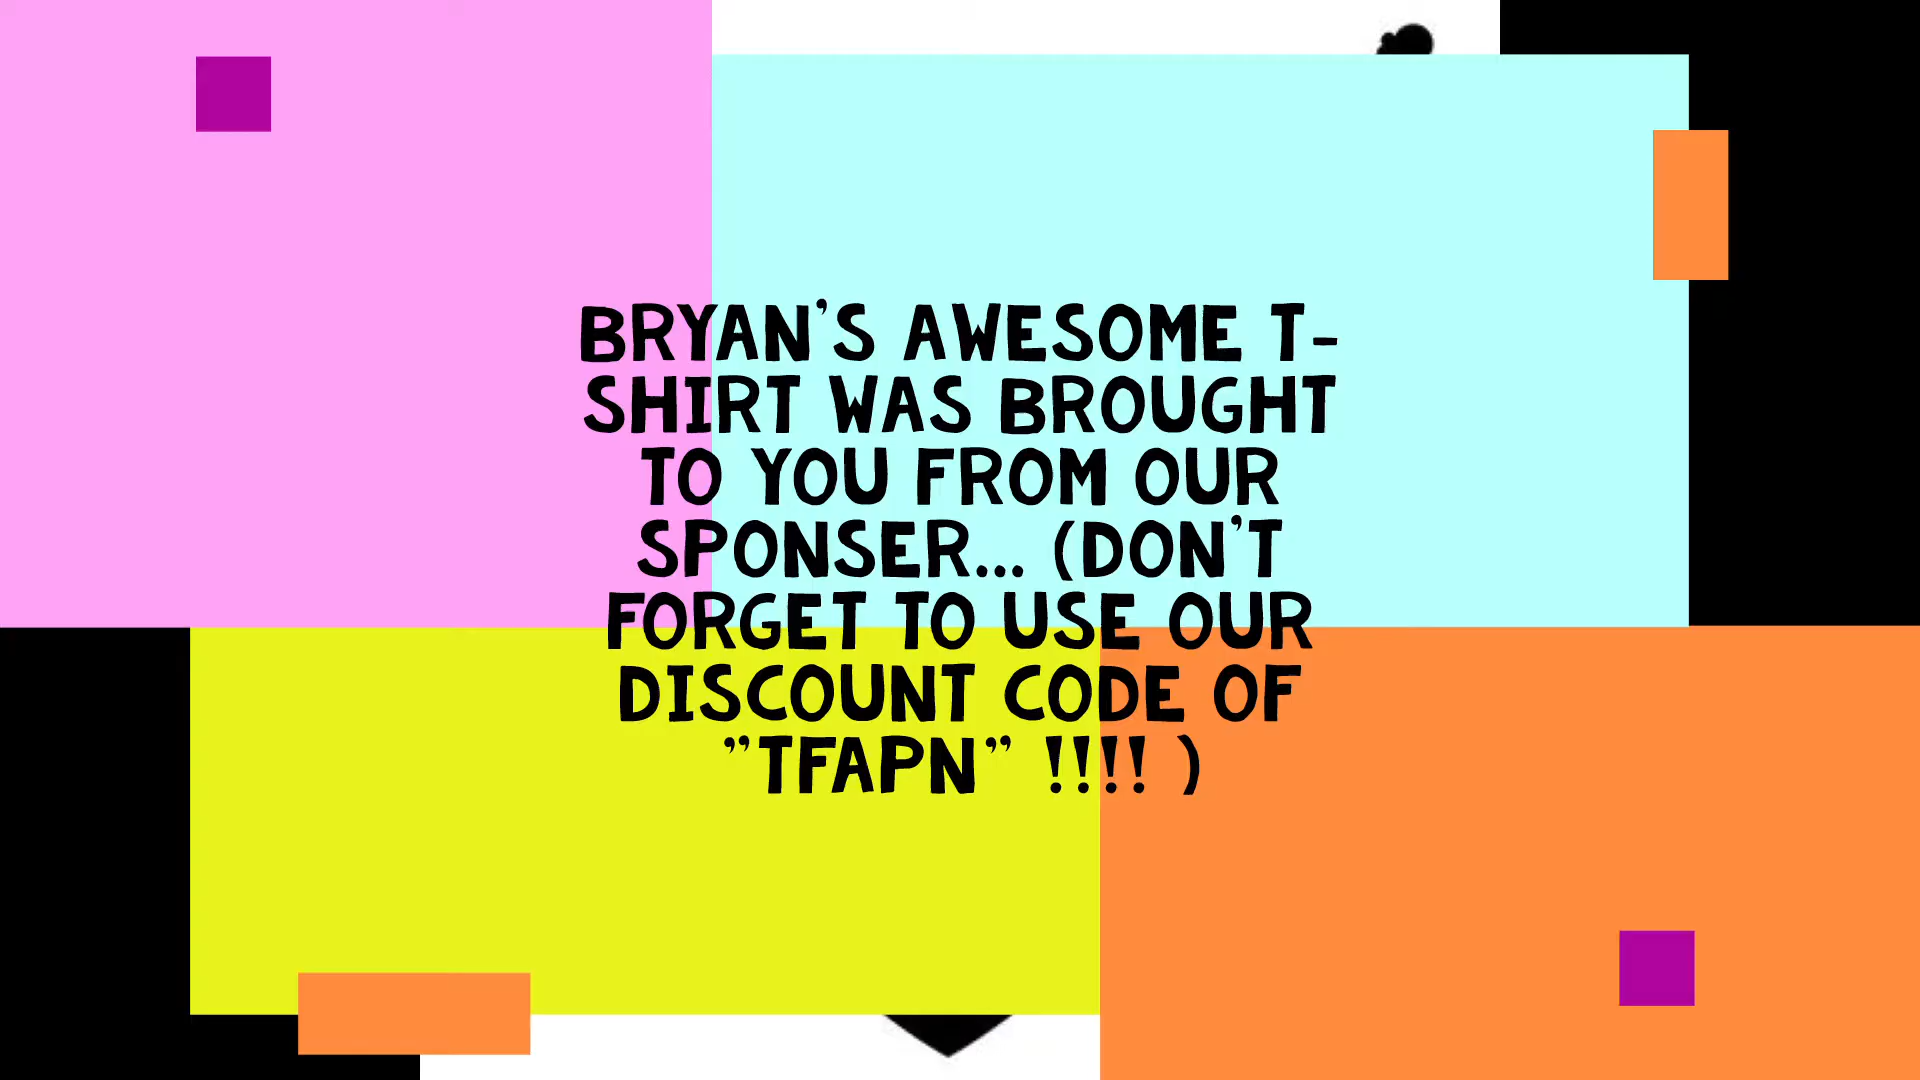 BRYAN'S AWESOME T-
SHIRT WAS BROUGHT
TO YOU FROM OUR
SPONSER... (DON'T
FORGET TO USE OUR
DISCOUNT CODE OF
"TFAPN" !!!! )